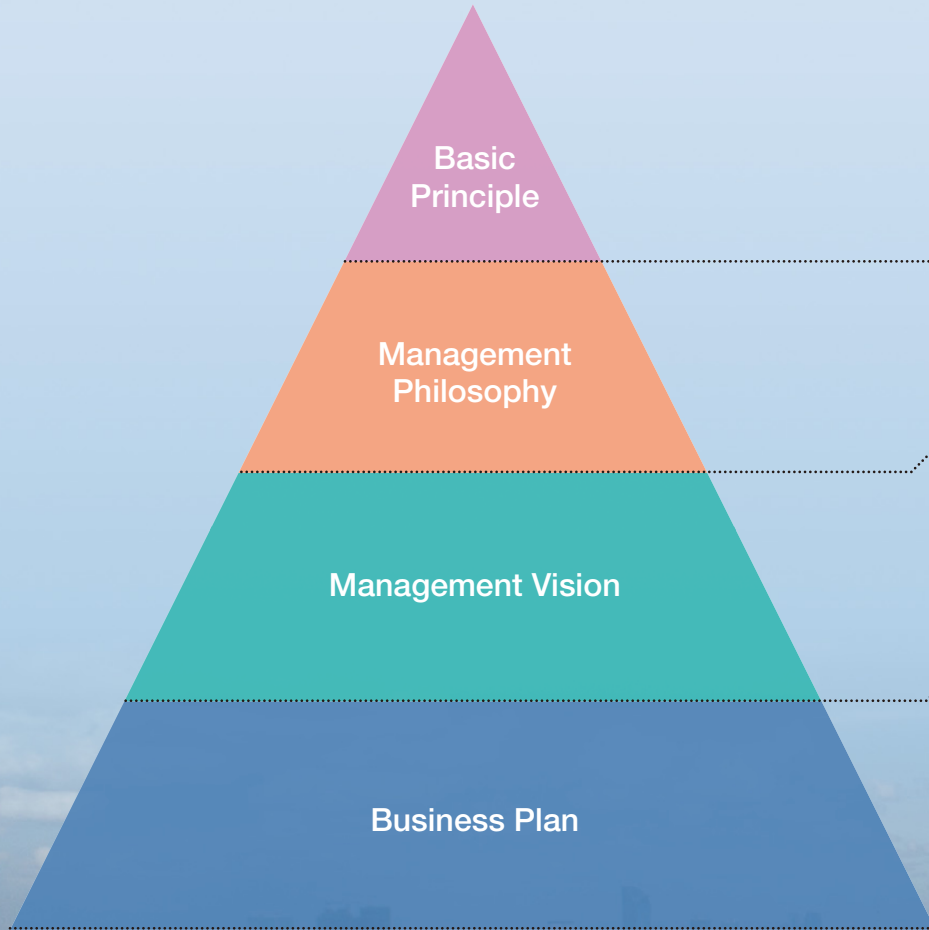 Basic
Principle
Management
Philosophy
Management Vision
Business Plan